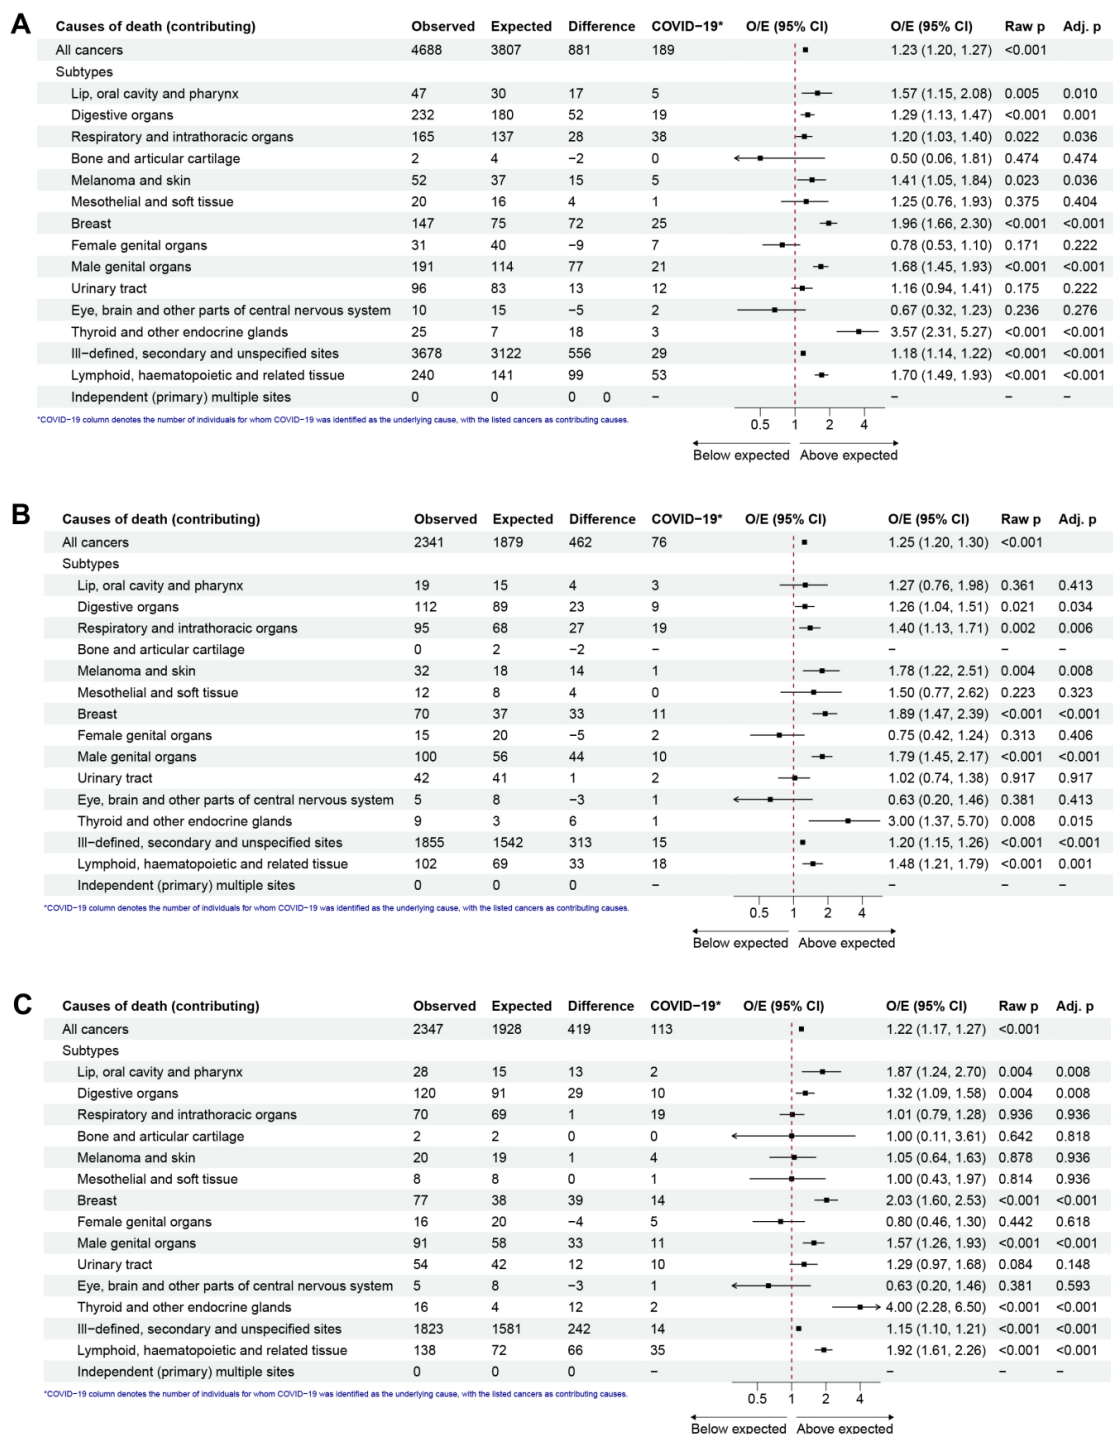 A
Causes of death (contributing) Observed Expected Difference COVID−19* O/E (95% CI) O/E (95% CI) Raw p Adj. p
All cancers 4688 3807 881 189 1.23 (1.20, 1.27) <0.001
Subtypes
Lip, oral cavity and pharynx 47 30 17 5 1.57 (1.15, 2.08) 0.005 0.010
Digestive organs 232 180 52 19 1.29 (1.13, 1.47) <0.001 0.001
Respiratory and intrathoracic organs 165 137 28 38 1.20 (1.03, 1.40) 0.022 0.036
Bone and articular cartilage 2 4 −2 0 0.50 (0.06, 1.81) 0.474 0.474
Melanoma and skin 52 37 15 5 1.41 (1.05, 1.84) 0.023 0.036
Mesothelial and soft tissue 20 16 4 1 1.25 (0.76, 1.93) 0.375 0.404
Breast 147 75 72 25 1.96 (1.66, 2.30) <0.001 <0.001
Female genital organs 31 40 −9 7 0.78 (0.53, 1.10) 0.171 0.222
Male genital organs 191 114 77 21 1.68 (1.45, 1.93) <0.001 <0.001
Urinary tract 96 83 13 12 1.16 (0.94, 1.41) 0.175 0.222
Eye, brain and other parts of central nervous system 10 15 −5 2 0.67 (0.32, 1.23) 0.236 0.276
Thyroid and other endocrine glands 25 7 18 3 3.57 (2.31, 5.27) <0.001 <0.001
Ill−defined, secondary and unspecified sites 3678 3122 556 29 1.18 (1.14, 1.22) <0.001 <0.001
Lymphoid, haematopoietic and related tissue 240 141 99 53 1.70 (1.49, 1.93) <0.001 <0.001
Independent (primary) multiple sites 0 0 0 0 − − − −
*COVID−19 column denotes the number of individuals for whom COVID−19 was identified as the underlying cause, with the listed cancers as contributing causes.
0.5 1 2 4
Below expected Above expected
B
Causes of death (contributing) Observed Expected Difference COVID−19* O/E (95% CI) O/E (95% CI) Raw p Adj. p
All cancers 2341 1879 462 76 1.25 (1.20, 1.30) <0.001
Subtypes
Lip, oral cavity and pharynx 19 15 4 3 1.27 (0.76, 1.98) 0.361 0.413
Digestive organs 112 89 23 9 1.26 (1.04, 1.51) 0.021 0.034
Respiratory and intrathoracic organs 95 68 27 19 1.40 (1.13, 1.71) 0.002 0.006
Bone and articular cartilage 0 2 −2 − − − −
Melanoma and skin 32 18 14 1 1.78 (1.22, 2.51) 0.004 0.008
Mesothelial and soft tissue 12 8 4 0 1.50 (0.77, 2.62) 0.223 0.323
Breast 70 37 33 11 1.89 (1.47, 2.39) <0.001 <0.001
Female genital organs 15 20 −5 2 0.75 (0.42, 1.24) 0.313 0.406
Male genital organs 100 56 44 10 1.79 (1.45, 2.17) <0.001 <0.001
Urinary tract 42 41 1 2 1.02 (0.74, 1.38) 0.917 0.917
Eye, brain and other parts of central nervous system 5 8 −3 1 0.63 (0.20, 1.46) 0.381 0.413
Thyroid and other endocrine glands 9 3 6 1 3.00 (1.37, 5.70) 0.008 0.015
Ill−defined, secondary and unspecified sites 1855 1542 313 15 1.20 (1.15, 1.26) <0.001 <0.001
Lymphoid, haematopoietic and related tissue 102 69 33 18 1.48 (1.21, 1.79) <0.001 0.001
Independent (primary) multiple sites 0 0 0 − − − −
*COVID−19 column denotes the number of individuals for whom COVID−19 was identified as the underlying cause, with the listed cancers as contributing causes.
0.5 1 2 4
Below expected Above expected
C
Causes of death (contributing) Observed Expected Difference COVID−19* O/E (95% CI) O/E (95% CI) Raw p Adj. p
All cancers 2347 1928 419 113 1.22 (1.17, 1.27) <0.001
Subtypes
Lip, oral cavity and pharynx 28 15 13 2 1.87 (1.24, 2.70) 0.004 0.008
Digestive organs 120 91 29 10 1.32 (1.09, 1.58) 0.004 0.008
Respiratory and intrathoracic organs 70 69 1 19 1.01 (0.79, 1.28) 0.936 0.936
Bone and articular cartilage 2 2 0 0 1.00 (0.11, 3.61) 0.642 0.818
Melanoma and skin 20 19 1 4 1.05 (0.64, 1.63) 0.878 0.936
Mesothelial and soft tissue 8 8 0 1 1.00 (0.43, 1.97) 0.814 0.936
Breast 77 38 39 14 2.03 (1.60, 2.53) <0.001 <0.001
Female genital organs 16 20 −4 5 0.80 (0.46, 1.30) 0.442 0.618
Male genital organs 91 58 33 11 1.57 (1.26, 1.93) <0.001 <0.001
Urinary tract 54 42 12 10 1.29 (0.97, 1.68) 0.084 0.148
Eye, brain and other parts of central nervous system 5 8 −3 1 0.63 (0.20, 1.46) 0.381 0.593
Thyroid and other endocrine glands 16 4 12 2 4.00 (2.28, 6.50) <0.001 <0.001
Ill−defined, secondary and unspecified sites 1823 1581 242 14 1.15 (1.10, 1.21) <0.001 <0.001
Lymphoid, haematopoietic and related tissue 138 72 66 35 1.92 (1.61, 2.26) <0.001 <0.001
Independent (primary) multiple sites 0 0 0 − − − −
*COVID−19 column denotes the number of individuals for whom COVID−19 was identified as the underlying cause, with the listed cancers as contributing causes.
0.5 1 2 4
Below expected Above expected